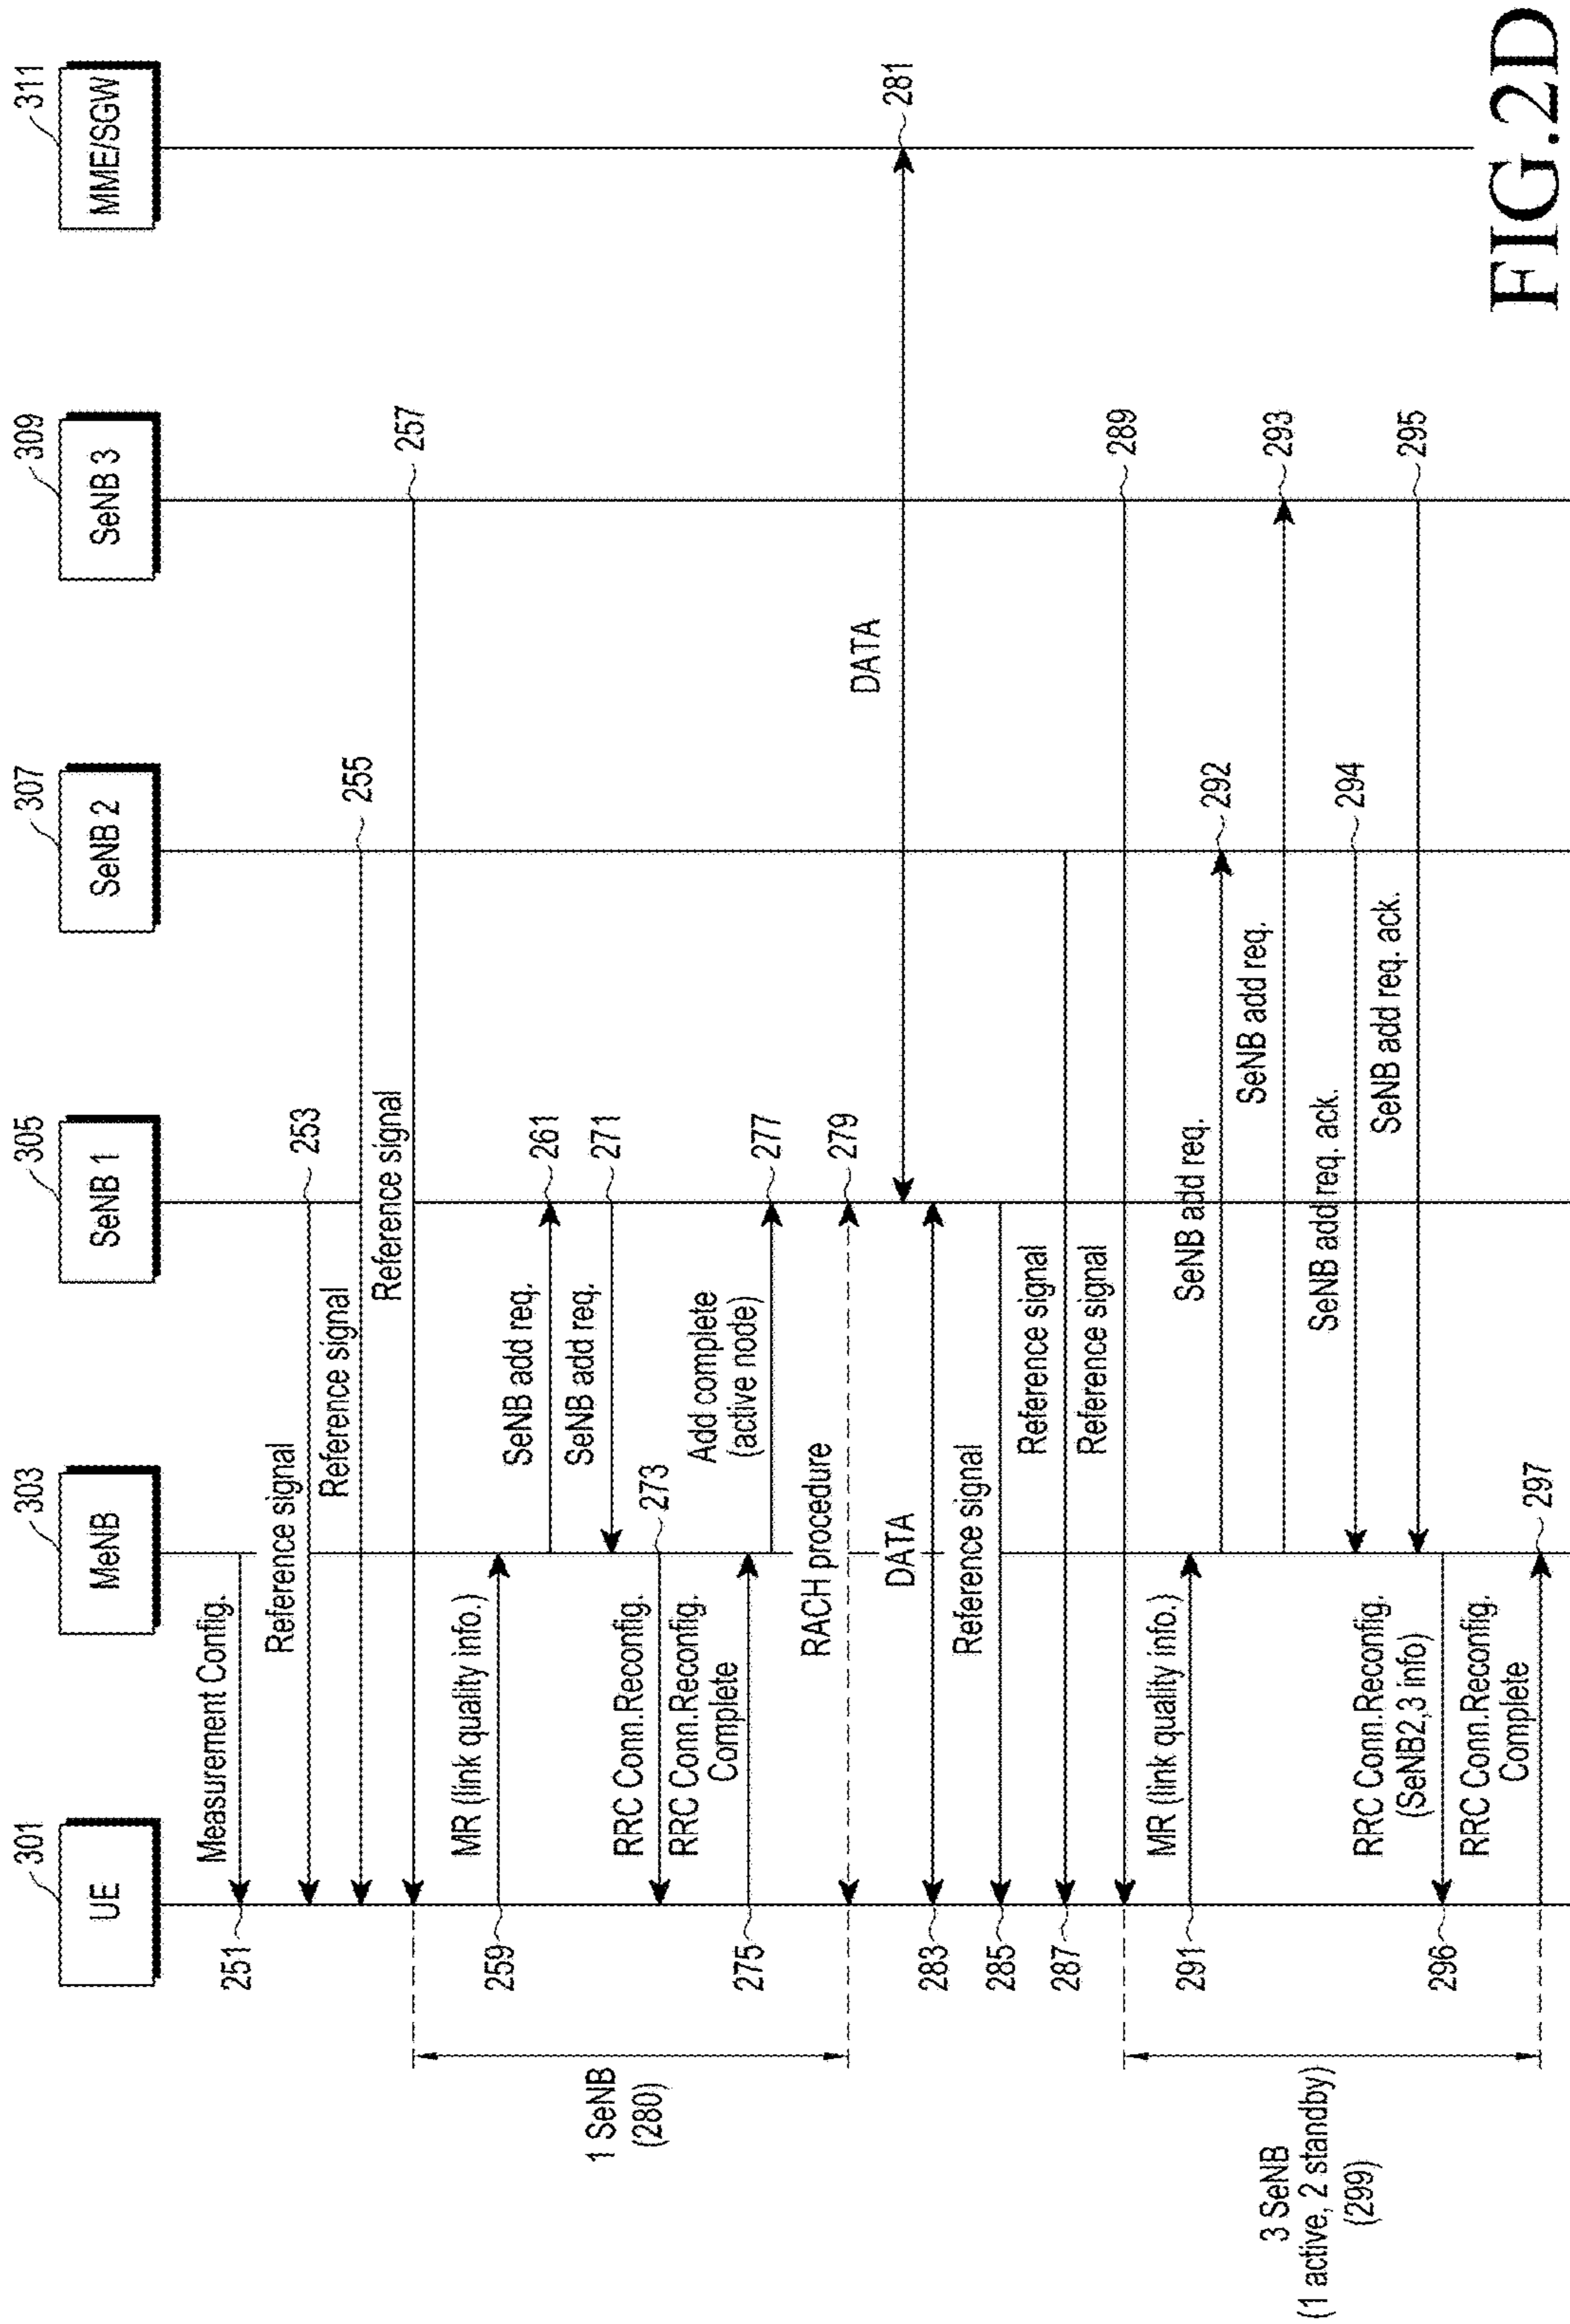 301
303
305
307
309
311
UE
MeNB
SeNB 1
SeNB 2
SeNB 3
MME/SGW
251
Measurement Config.
Reference signal
253
Reference signal
255
Reference signal
257
1 SeNB
(280)
259
MR (link quality info.)
SeNB add req.
261
SeNB add req.
271
RRC Conn.Reconfig.
273
RRC Conn.Reconfig.
Complete
275
Add complete
(active node)
277
RACH procedure
279
DATA
281
DATA
283
Reference signal
285
Reference signal
287
Reference signal
289
3 SeNB
(1 active, 2 standby)
(299)
MR (link quality info.)
291
SeNB add req.
292
SeNB add req.
293
SeNB add req. ack.
294
SeNB add req. ack.
295
RRC Conn.Reconfig.
(SeNB2,3 info)
296
RRC Conn.Reconfig.
Complete
297
FIG.2D